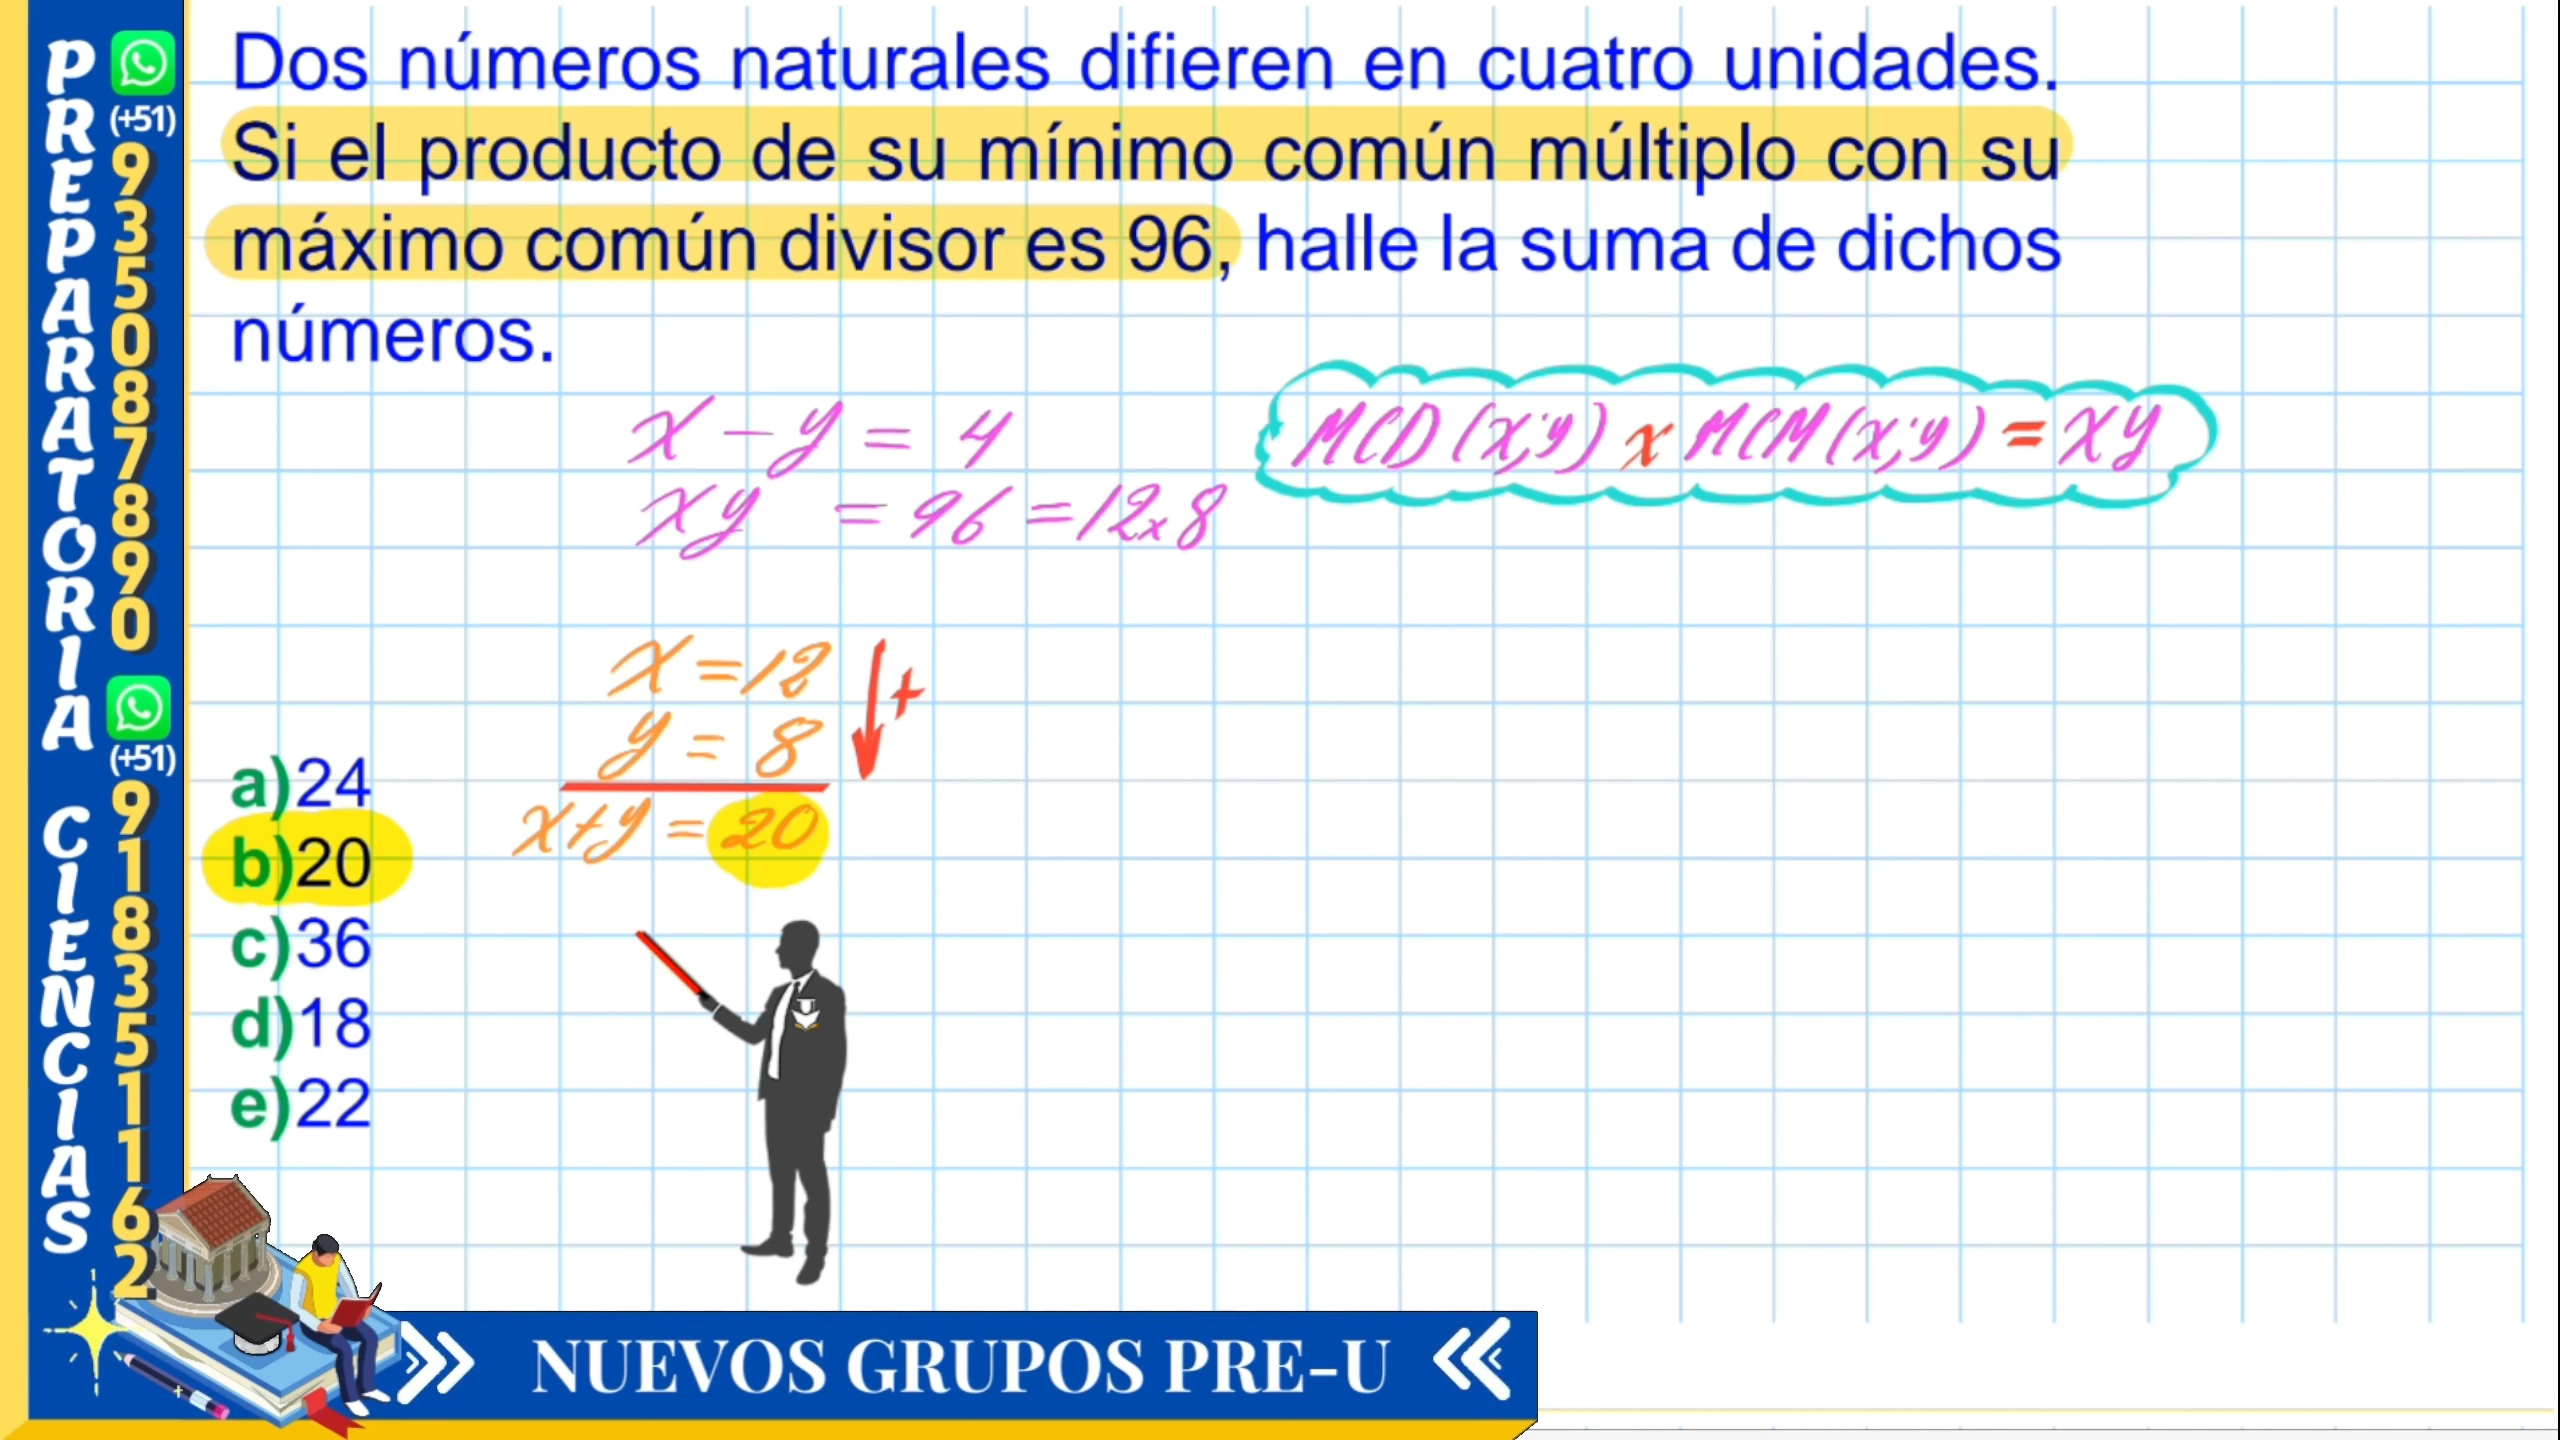 PREPARATORIA CIENCIAS
(+51)
935087890
(+51)
918351162
Dos números naturales difieren en cuatro unidades.
Si el producto de su mínimo común múltiplo con su
máximo común divisor es 96, halle la suma de dichos
números.
x - y = 4
MCD(x;y) x MCM(x;y) = xy
xy = 96 = 12x8
x = 12
+
y = 8
x+y = 20
a)24
b)20
c)36
d)18
e)22
NUEVOS GRUPOS PRE-U